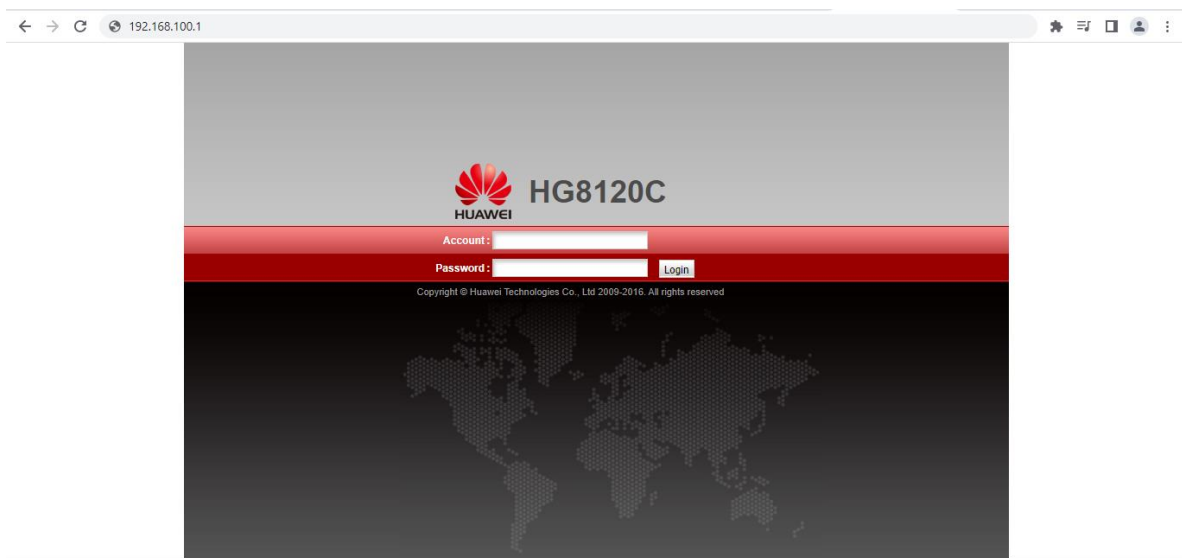 192.168.100.1
HUAWEI
HG8120C
Account :
Password :
Login
Copyright © Huawei Technologies Co., Ltd 2009-2016. All rights reserved